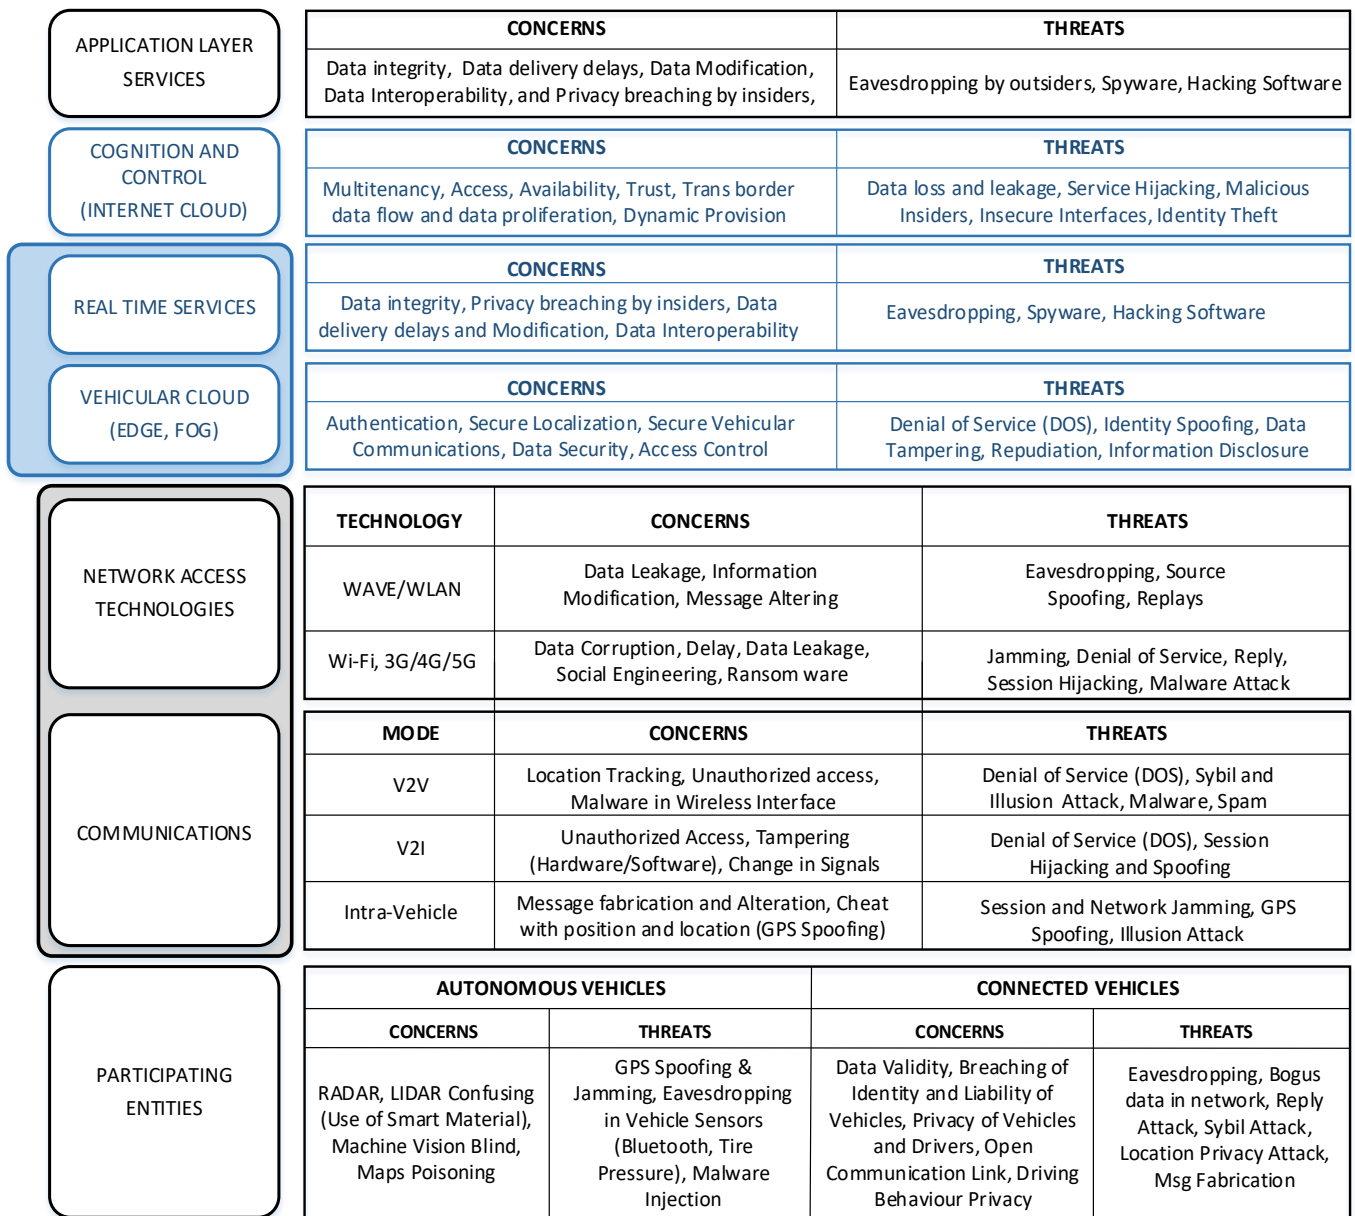 APPLICATION LAYER
SERVICES
CONCERNS
THREATS
Data integrity, Data delivery delays, Data Modification,
Data Interoperability, and Privacy breaching by insiders,
Eavesdropping by outsiders, Spyware, Hacking Software
COGNITION AND
CONTROL
(INTERNET CLOUD)
CONCERNS
THREATS
Multitenancy, Access, Availability, Trust, Trans border
data flow and data proliferation, Dynamic Provision
Data loss and leakage, Service Hijacking, Malicious
Insiders, Insecure Interfaces, Identity Theft
REAL TIME SERVICES
CONCERNS
THREATS
Data integrity, Privacy breaching by insiders, Data
delivery delays and Modification, Data Interoperability
Eavesdropping, Spyware, Hacking Software
VEHICULAR CLOUD
(EDGE, FOG)
CONCERNS
THREATS
Authentication, Secure Localization, Secure Vehicular
Communications, Data Security, Access Control
Denial of Service (DOS), Identity Spoofing, Data
Tampering, Repudiation, Information Disclosure
NETWORK ACCESS
TECHNOLOGIES
TECHNOLOGY
CONCERNS
THREATS
WAVE/WLAN
Data Leakage, Information
Modification, Message Altering
Eavesdropping, Source
Spoofing, Replays
Wi-Fi, 3G/4G/5G
Data Corruption, Delay, Data Leakage,
Social Engineering, Ransom ware
Jamming, Denial of Service, Reply,
Session Hijacking, Malware Attack
COMMUNICATIONS
MODE
CONCERNS
THREATS
V2V
Location Tracking, Unauthorized access,
Malware in Wireless Interface
Denial of Service (DOS), Sybil and
Illusion Attack, Malware, Spam
V2I
Unauthorized Access, Tampering
(Hardware/Software), Change in Signals
Denial of Service (DOS), Session
Hijacking and Spoofing
Intra-Vehicle
Message fabrication and Alteration, Cheat
with position and location (GPS Spoofing)
Session and Network Jamming, GPS
Spoofing, Illusion Attack
PARTICIPATING
ENTITIES
AUTONOMOUS VEHICLES
CONNECTED VEHICLES
CONCERNS
THREATS
CONCERNS
THREATS
RADAR, LIDAR Confusing
(Use of Smart Material),
Machine Vision Blind,
Maps Poisoning
GPS Spoofing &
Jamming, Eavesdropping
in Vehicle Sensors
(Bluetooth, Tire
Pressure), Malware
Injection
Data Validity, Breaching of
Identity and Liability of
Vehicles, Privacy of Vehicles
and Drivers, Open
Communication Link, Driving
Behaviour Privacy
Eavesdropping, Bogus
data in network, Reply
Attack, Sybil Attack,
Location Privacy Attack,
Msg Fabrication